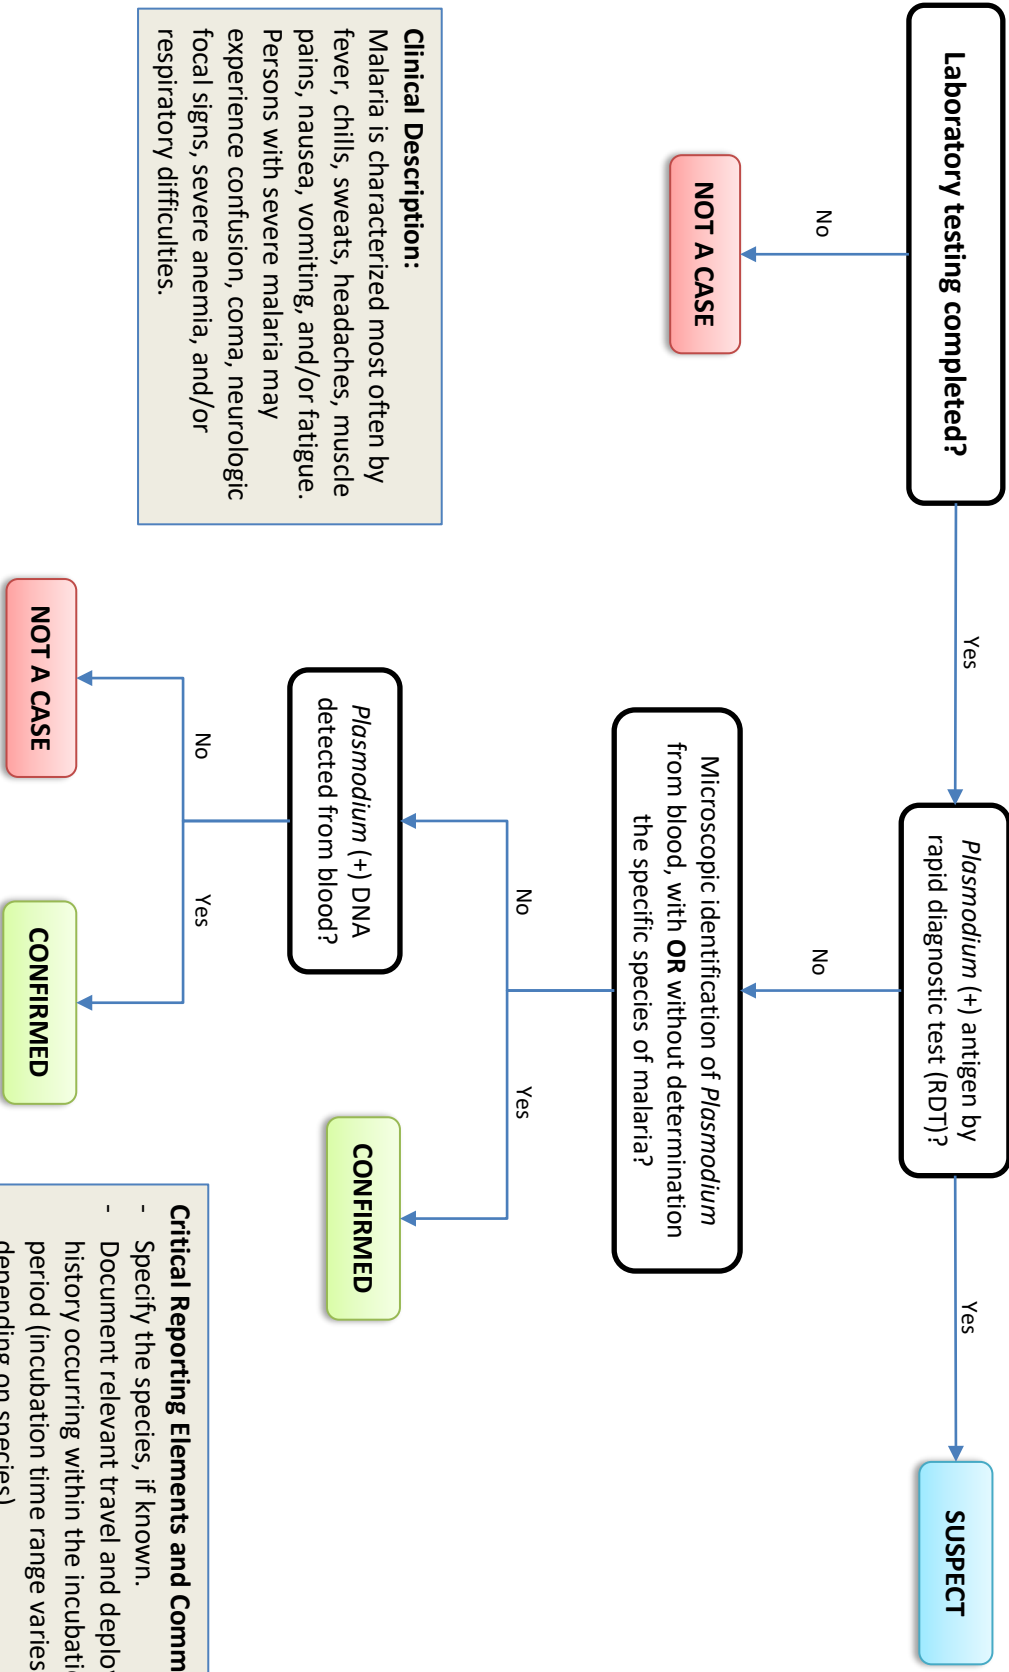 Laboratory testing completed?
Yes
Plasmodium (+) antigen by
rapid diagnostic test (RDT)?
Yes
SUSPECT
No
NOT A CASE
No
Microscopic identification of Plasmodium
from blood, with OR without determination
the specific species of malaria?
No
Yes
CONFIRMED
Plasmodium (+) DNA
detected from blood?
No
Yes
NOT A CASE
CONFIRMED
Clinical Description:
Malaria is characterized most often by
fever, chills, sweats, headaches, muscle
pains, nausea, vomiting, and/or fatigue.
Persons with severe malaria may
experience confusion, coma, neurologic
focal signs, severe anemia, and/or
respiratory difficulties.
Critical Reporting Elements and Comm
- Specify the species, if known.
- Document relevant travel and deploy
history occurring within the incubatio
period (incubation time range varies
depending on species)